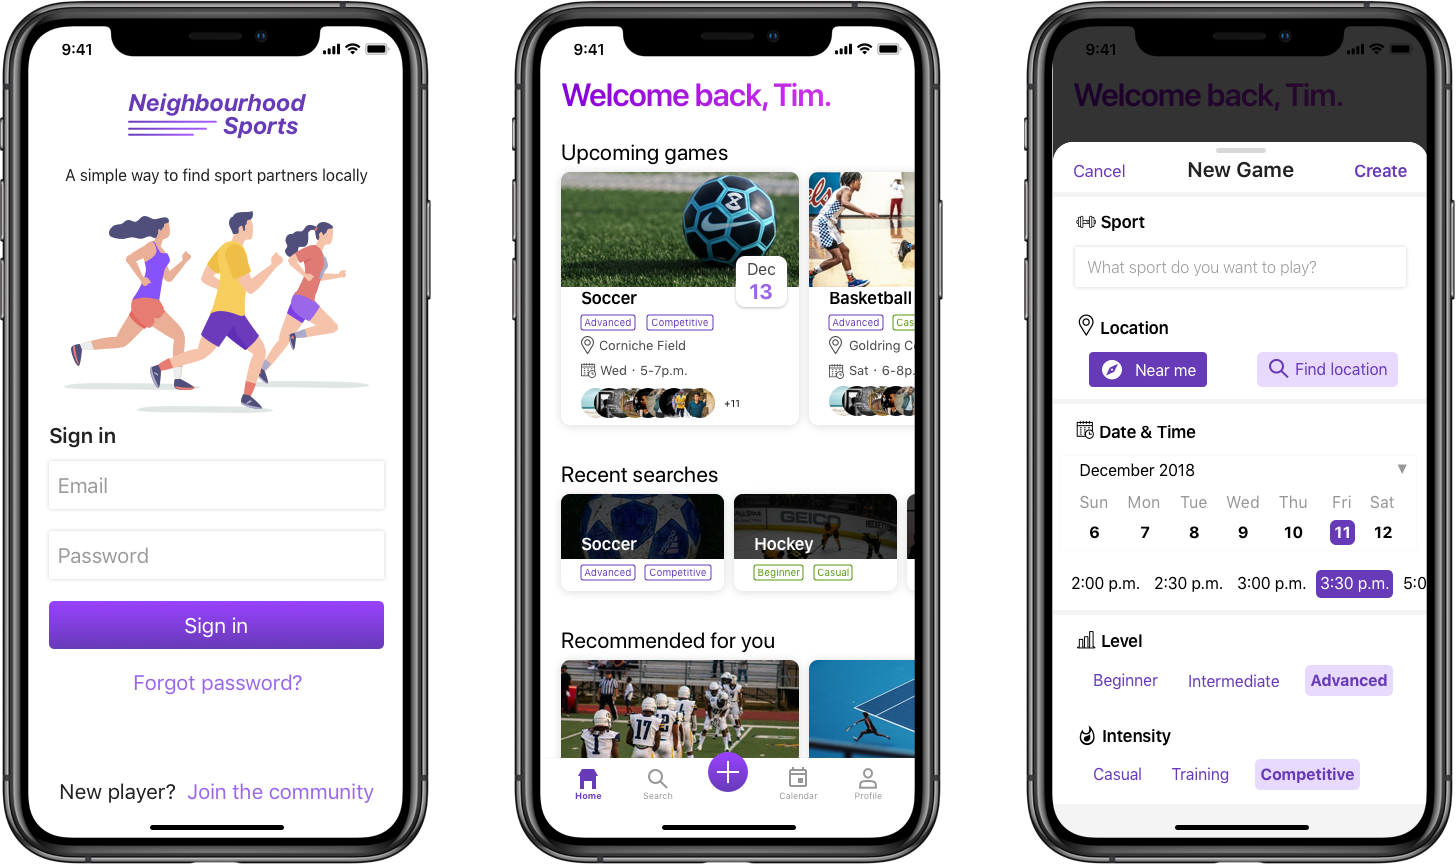 9:41
Neighbourhood
Sports
A simple way to find sport partners locally
Sign in
Email
Password
Sign in
Forgot password?
New player? Join the community
9:41
Welcome back, Tim.
Upcoming games
Dec
13
Soccer
Advanced Competitive
Corniche Field
Wed · 5-7p.m.
+11
Basketball
Advanced Cas
Goldring C
Sat · 6-8p.
Recent searches
Soccer
Advanced Competitive
GEICO
Hockey
Beginner Casual
Recommended for you
1 17 2
Home Search Calendar Profile
9:41
Welcome back, Tim.
Cancel New Game Create
Sport
What sport do you want to play?
Location
Near me Find location
Date & Time
December 2018
Sun Mon Tue Wed Thu Fri Sat
6 7 8 9 10 11 12
2:00 p.m. 2:30 p.m. 3:00 p.m. 3:30 p.m. 5:0
Level
Beginner Intermediate Advanced
Intensity
Casual Training Competitive